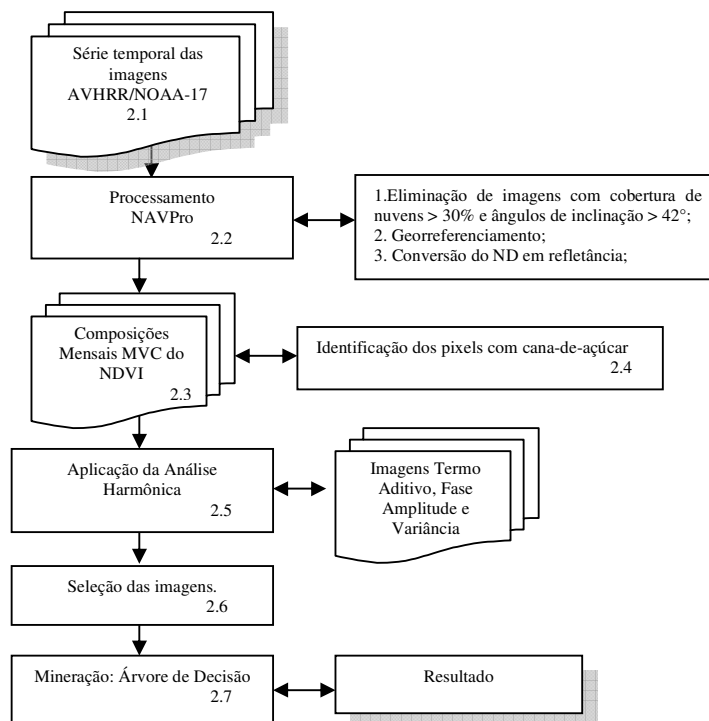 Série temporal das
imagens
AVHRR/NOAA-17
2.1
Processamento
NAVPro
2.2
1.Eliminação de imagens com cobertura de
nuvens > 30% e ângulos de inclinação > 42°;
2. Georreferenciamento;
3. Conversão do ND em refletância;
Composições
Mensais MVC do
NDVI
2.3
Identificação dos pixels com cana-de-açúcar
2.4
Aplicação da Análise
Harmônica
2.5
Imagens Termo
Aditivo, Fase
Amplitude e
Variância
Seleção das imagens.
2.6
Mineração: Árvore de Decisão
2.7
Resultado